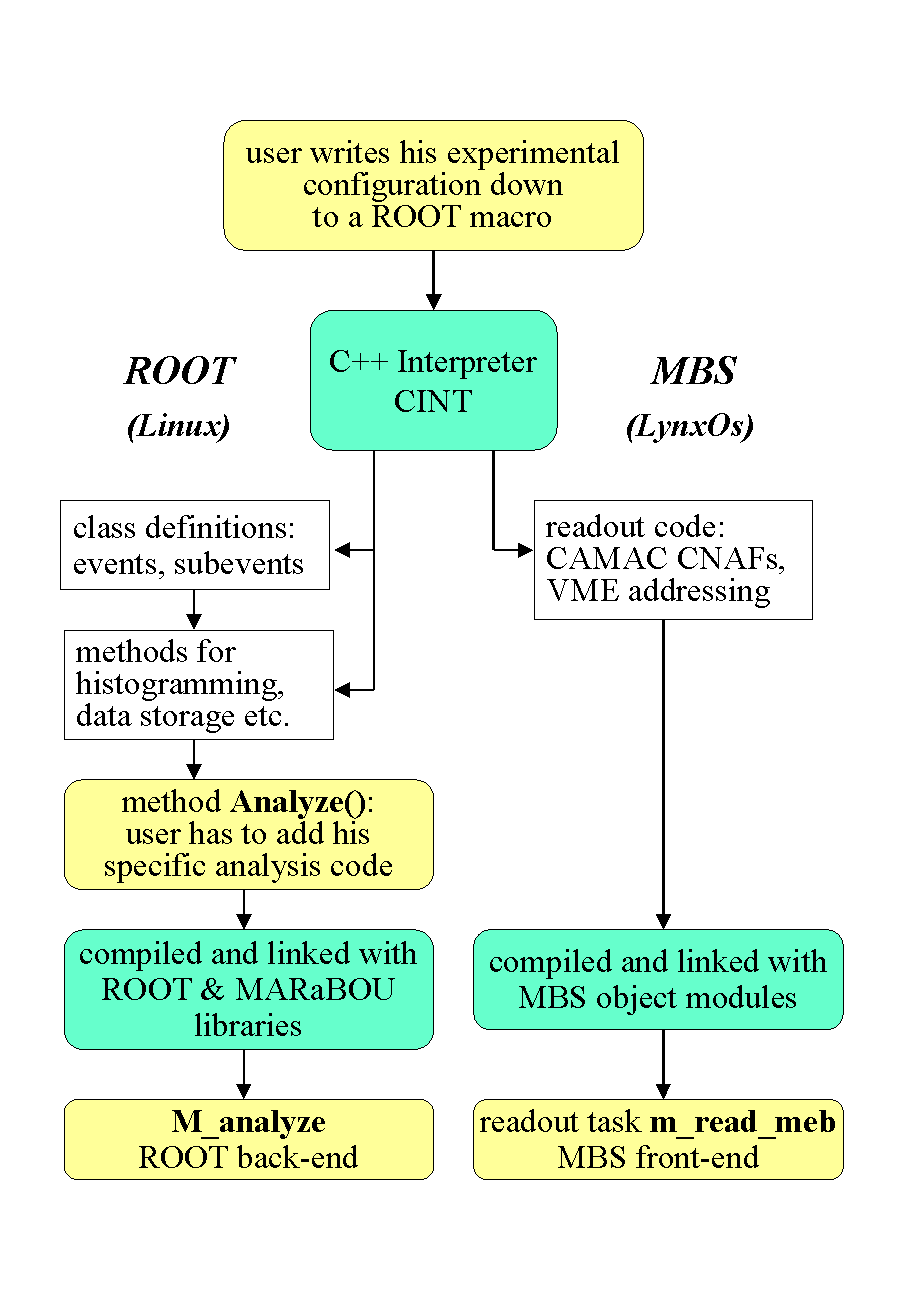 user writes his experimental
configuration down
to a ROOT macro
C++ Interpreter
CINT
ROOT
(Linux)
MBS
(LynxOs)
class definitions:
events, subevents
readout code:
CAMAC CNAFs,
VME addressing
methods for
histogramming,
data storage etc.
method Analyze():
user has to add his
specific analysis code
compiled and linked with
ROOT & MARaBOU
libraries
compiled and linked with
MBS object modules
M_analyze
ROOT back-end
readout task m_read_meb
MBS front-end